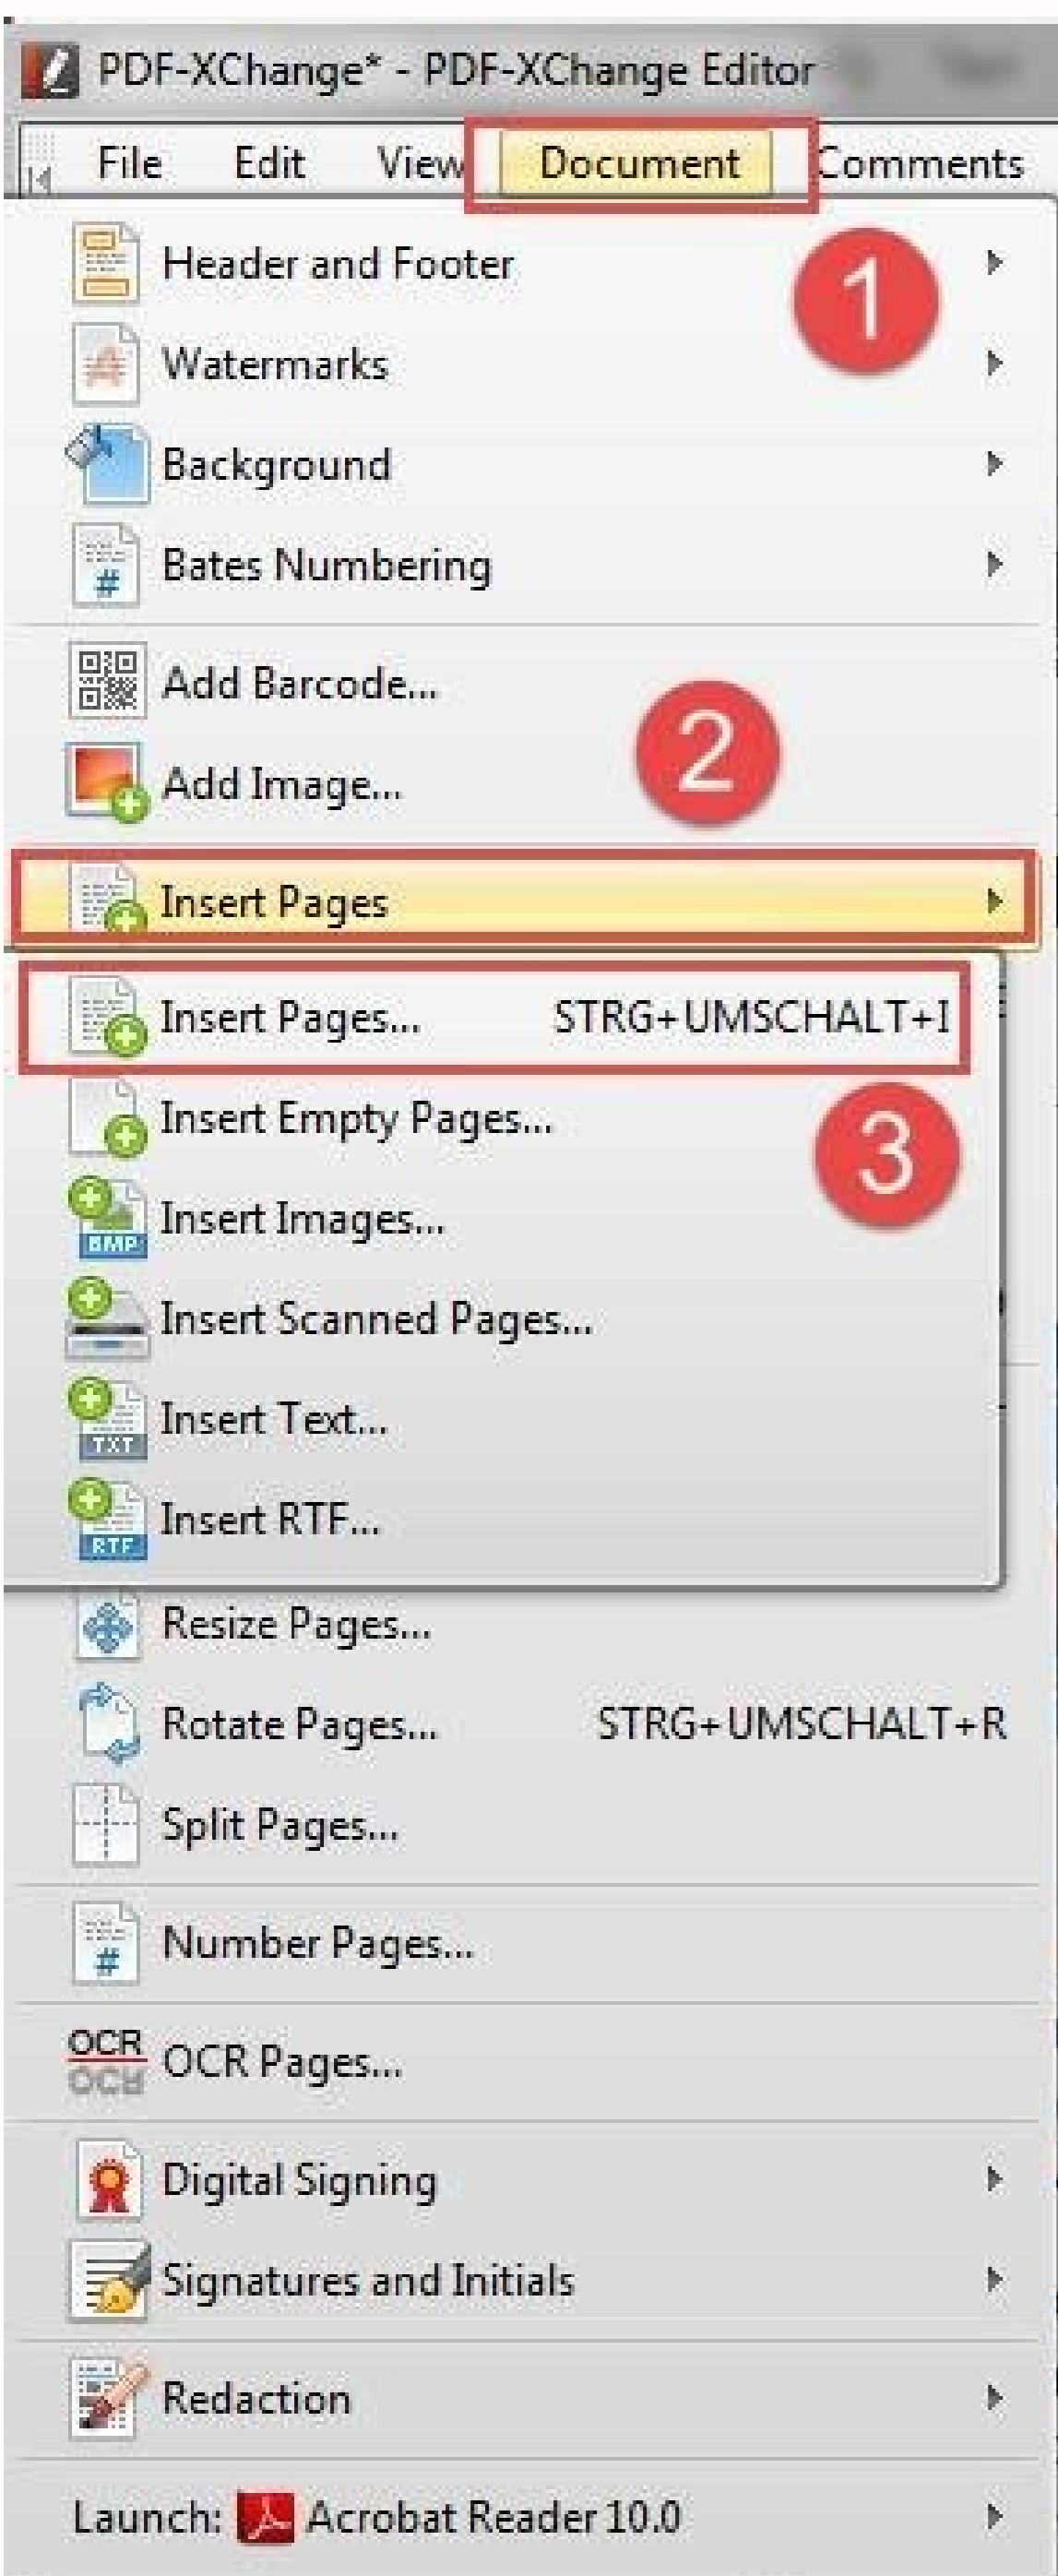 PDF-XChange* - PDF-XChange Editor
File Edit View Document Comments
1
Header and Footer
Watermarks
Background
# Bates Numbering
Add Barcode...
2
Add Image...
Insert Pages
Insert Pages... STRG+UMSCHALT+I
Insert Empty Pages...
3
BMP Insert Images...
Insert Scanned Pages...
TXT Insert Text...
RTF Insert RTF...
Resize Pages...
Rotate Pages... STRG+UMSCHALT+R
Split Pages...
# Number Pages...
OCR OCR Pages...
Digital Signing
Signatures and Initials
Redaction
Launch: Acrobat Reader 10.0